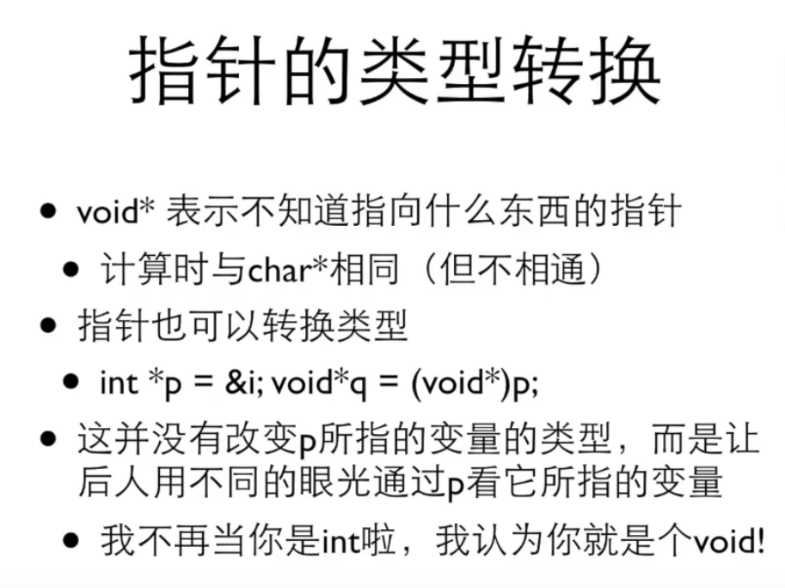 指针的类型转换
• void* 表示不知道指向什么东西的指针
• 计算时与char*相同（但不相通）
• 指针也可以转换类型
• int *p = &i; void*q = (void*)p;
• 这并没有改变p所指的变量的类型，而是让
后人用不同的眼光通过p看它所指的变量
• 我不再当你是int啦，我认为你就是个void!